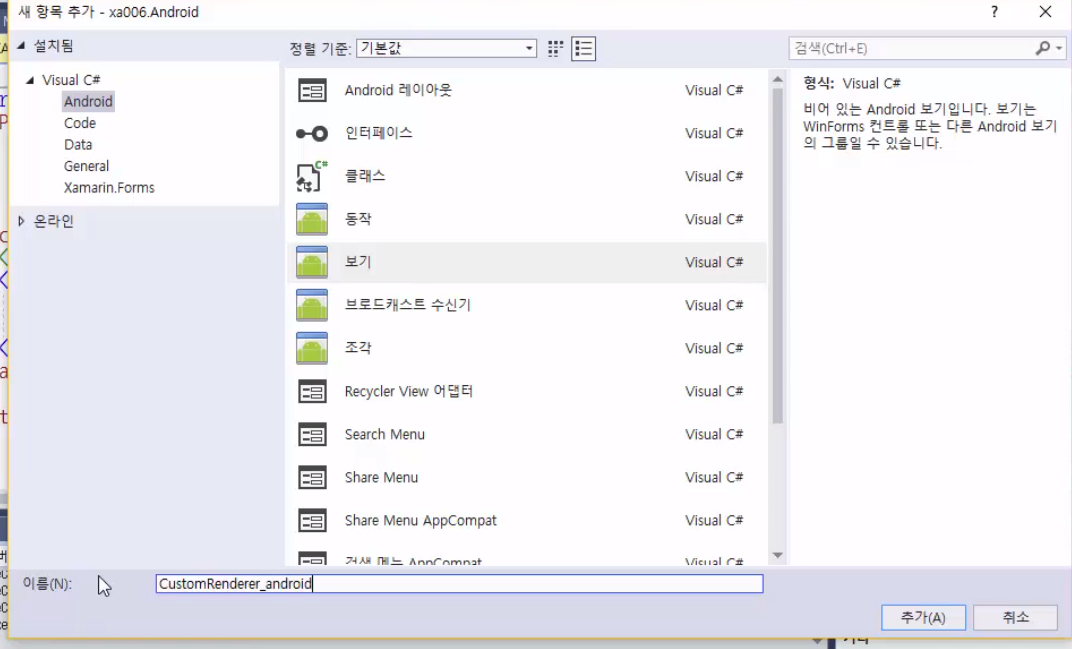 새 항목 추가 - xa006.Android
?
설치됨
정렬 기준: 기본값
검색(Ctrl+E)
Visual C#
Android
Code
Data
General
Xamarin.Forms
온라인
Android 레이아웃 Visual C#
인터페이스 Visual C#
C# 클래스 Visual C#
동작 Visual C#
보기 Visual C#
브로드캐스트 수신기 Visual C#
조각 Visual C#
Recycler View 어댑터 Visual C#
Search Menu Visual C#
Share Menu Visual C#
Share Menu AppCompat Visual C#
검색 메뉴 AppCompat Visual C#
형식: Visual C#
비어 있는 Android 보기입니다. 보기는
WinForms 컨트롤 또는 다른 Android 보기
의 그룹일 수 있습니다.
이름(N): CustomRenderer_android
추가(A)
취소